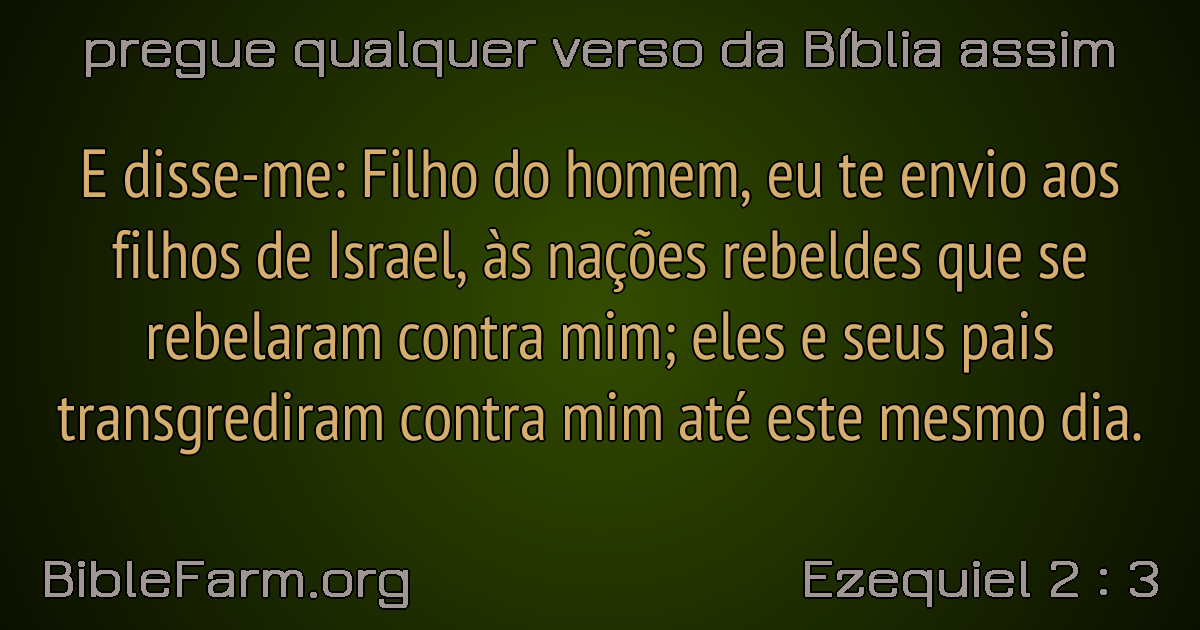 pregue qualquer verso da Bíblia assim
E disse-me: Filho do homem, eu te envio aos
filhos de Israel, às nações rebeldes que se
rebelaram contra mim; eles e seus pais
transgrediram contra mim até este mesmo dia.
BibleFarm.org
Ezequiel 2 : 3